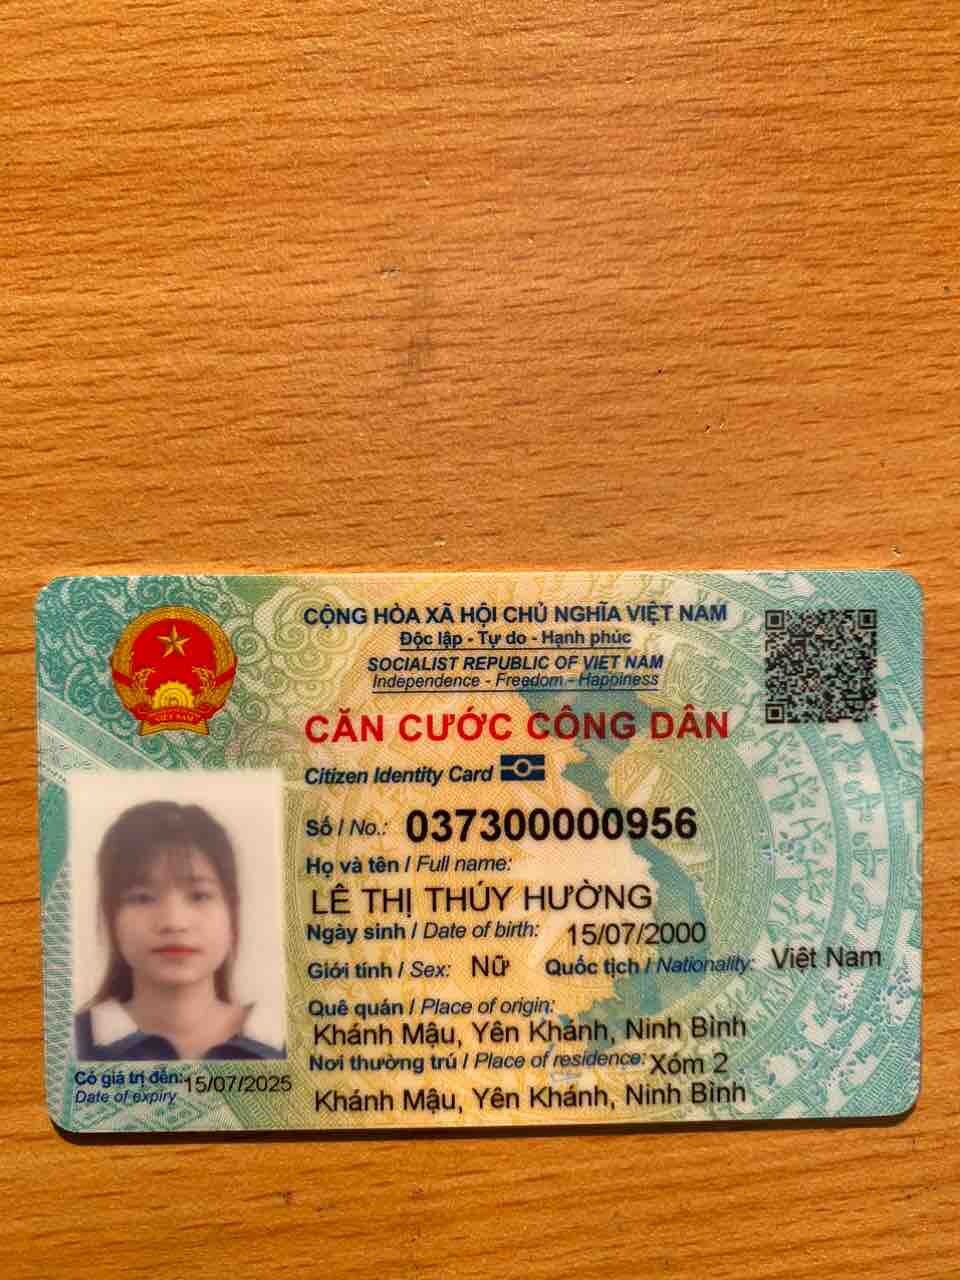 CỘNG HÒA XÃ HỘI CHỦ NGHĨA VIỆT NAM
Độc lập - Tự do - Hạnh phúc
SOCIALIST REPUBLIC OF VIET NAM
Independence - Freedom - Happiness
CĂN CƯỚC CÔNG DÂN
Citizen Identity Card
Số / No.: 037300000956
Họ và tên / Full name:
LÊ THỊ THÚY HƯỜNG
Ngày sinh / Date of birth: 15/07/2000
Giới tính / Sex: Nữ Quốc tịch / Nationality: Việt Nam
Quê quán / Place of origin:
Khánh Mậu, Yên Khánh, Ninh Bình
Nơi thường trú / Place of residence: Xóm 2
Khánh Mậu, Yên Khánh, Ninh Bình
Có giá trị đến: 15/07/2025
Date of expiry
VIỆT NAM